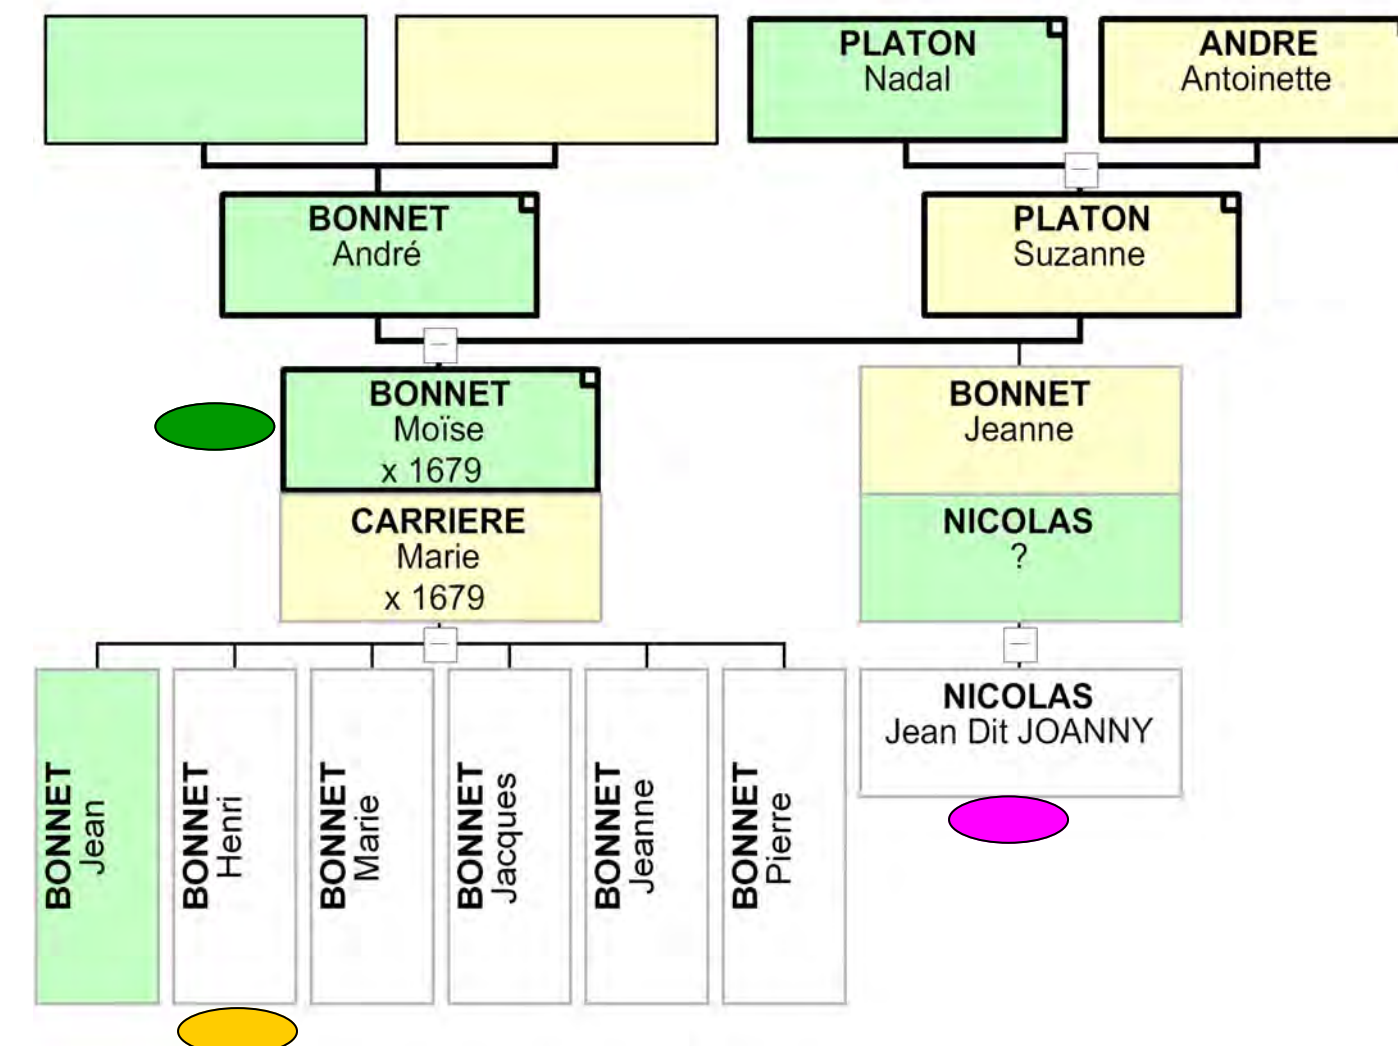 PLATON
Nadal
ANDRE
Antoinette
BONNET
André
PLATON
Suzanne
BONNET
Moïse
x 1679
CARRIERE
Marie
x 1679
BONNET
Jeanne
NICOLAS
?
BONNET
Jean
BONNET
Henri
BONNET
Marie
BONNET
Jacques
BONNET
Jeanne
BONNET
Pierre
NICOLAS
Jean Dit JOANNY